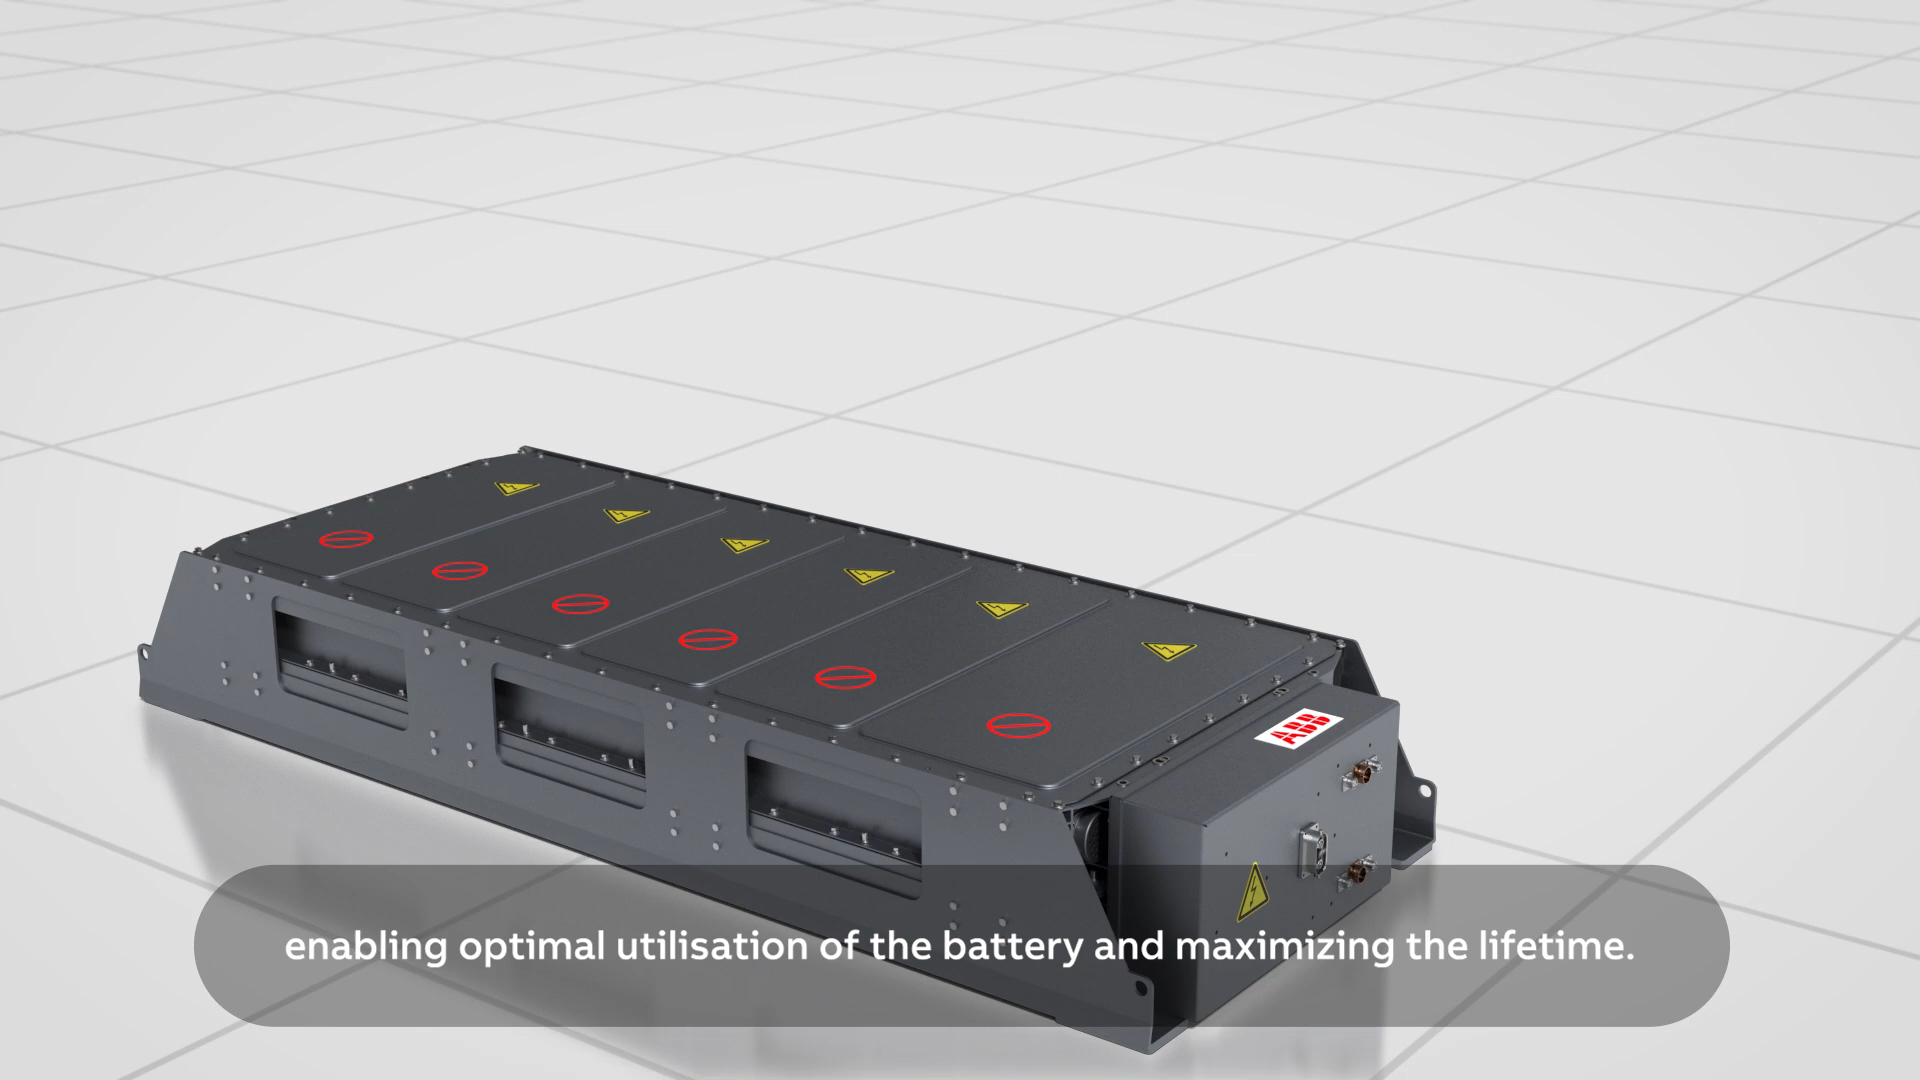 ABB
enabling optimal utilisation of the battery and maximizing the lifetime.